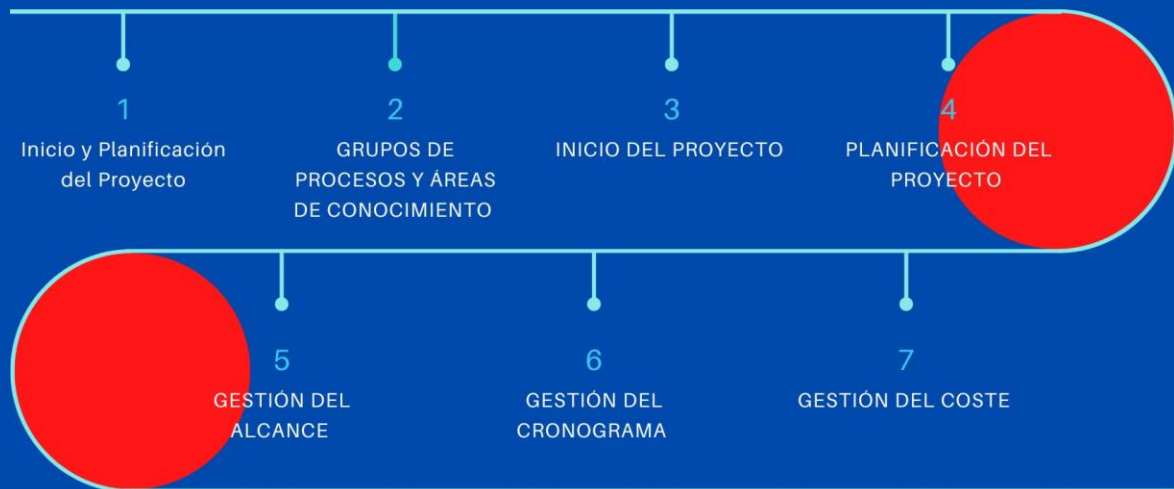 1
Inicio y Planificación
del Proyecto
2
GRUPOS DE
PROCESOS Y ÁREAS
DE CONOCIMIENTO
3
INICIO DEL PROYECTO
4
PLANIFICACIÓN DEL
PROYECTO
5
GESTIÓN DEL
ALCANCE
6
GESTIÓN DEL
CRONOGRAMA
7
GESTIÓN DEL COSTE